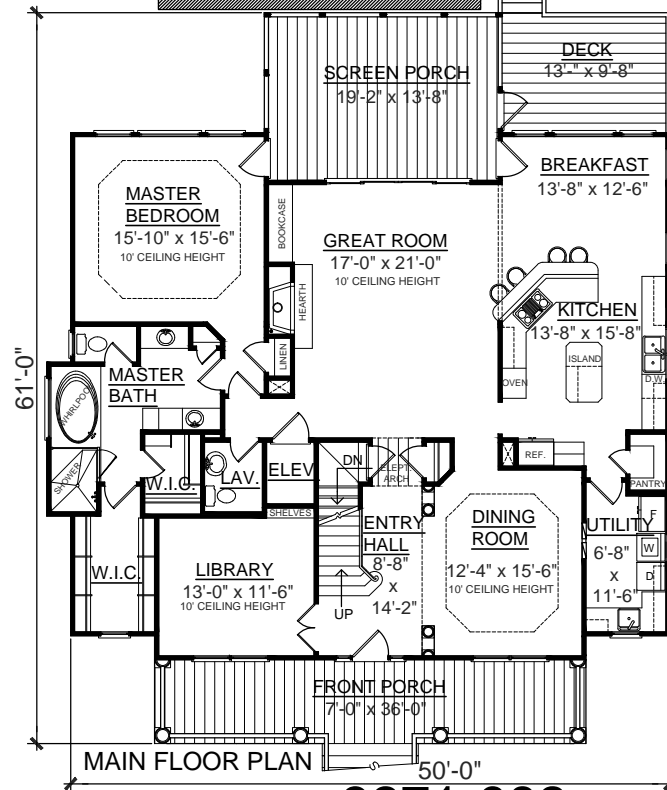 DECK
13'-" x 9'-8"
SCREEN PORCH
19'-2" x 13'-8"
BREAKFAST
13'-8" x 12'-6"
MASTER
BEDROOM
15'-10" x 15'-6"
10' CEILING HEIGHT
BOOKCASE
GREAT ROOM
17'-0" x 21'-0"
10' CEILING HEIGHT
HEARTH
KITCHEN
13'-8" x 15'-8"
ISLAND
OVEN
D.W.
LINEN
61'-0"
MASTER
BATH
WHIRLPOOL
SHOWER
W.I.C.
LAV.
ELEV
DN
ELEPT
ARCH
REF.
PANTRY
SHELVES
W.I.C.
LIBRARY
13'-0" x 11'-6"
10' CEILING HEIGHT
ENTRY
HALL
8'-8"
x
14'-2"
UP
DINING
ROOM
12'-4" x 15'-6"
10' CEILING HEIGHT
UTILITY
6'-8"
x
11'-6"
F
W
D
FRONT PORCH
7'-0" x 36'-0"
MAIN FLOOR PLAN
50'-0"